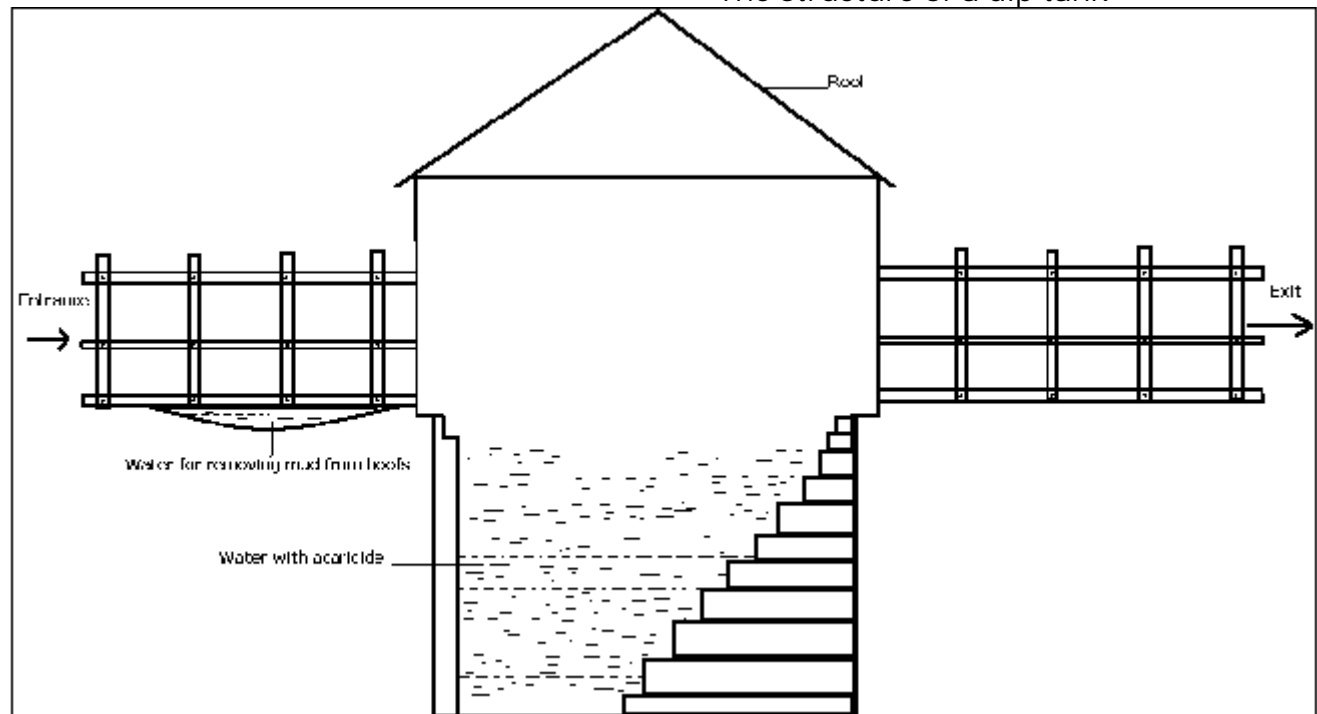 The structure of a dip tank
Roof
Entrance
Exit
Water for removing mud from hoofs
Water with acaricide